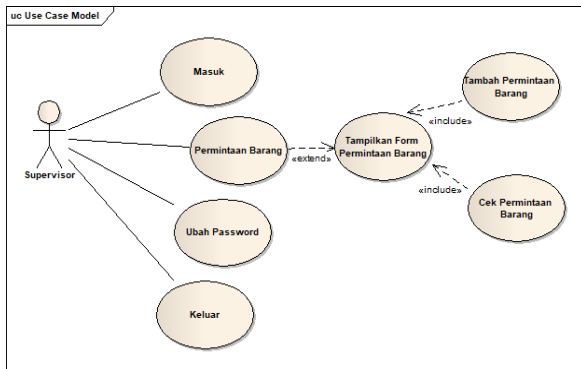 uc Use Case Model
Masuk
Tambah Permintaan
Barang
«include»
Permintaan Barang
«extend»
Tampilkan Form
Permintaan Barang
Supervisor
«include»
Cek Permintaan
Barang
Ubah Password
Keluar